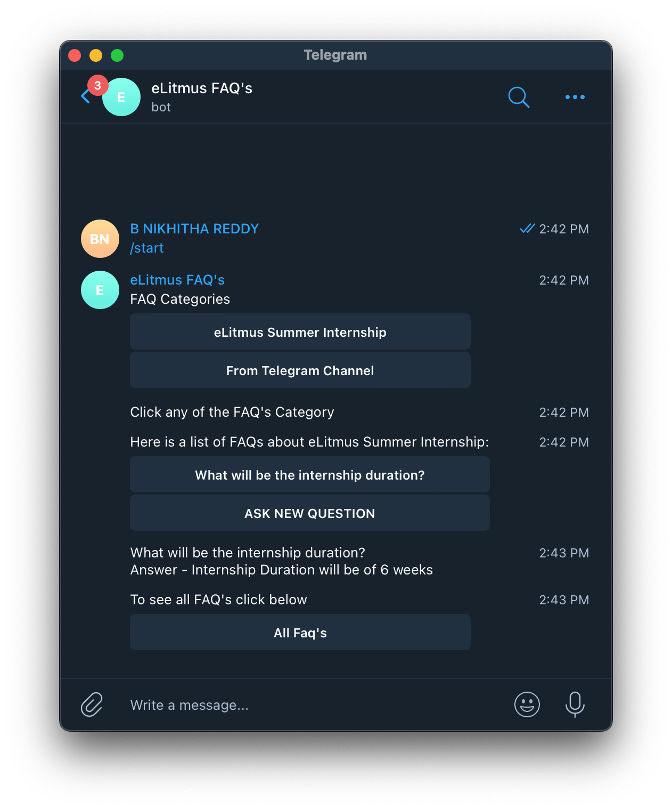 Telegram
3
E
eLitmus FAQ's
bot
BN
B NIKHITHA REDDY
2:42 PM
/start
E
eLitmus FAQ's
2:42 PM
FAQ Categories
eLitmus Summer Internship
From Telegram Channel
Click any of the FAQ's Category
2:42 PM
Here is a list of FAQs about eLitmus Summer Internship:
2:42 PM
What will be the internship duration?
ASK NEW QUESTION
What will be the internship duration?
2:43 PM
Answer - Internship Duration will be of 6 weeks
To see all FAQ's click below
2:43 PM
All Faq's
Write a message...